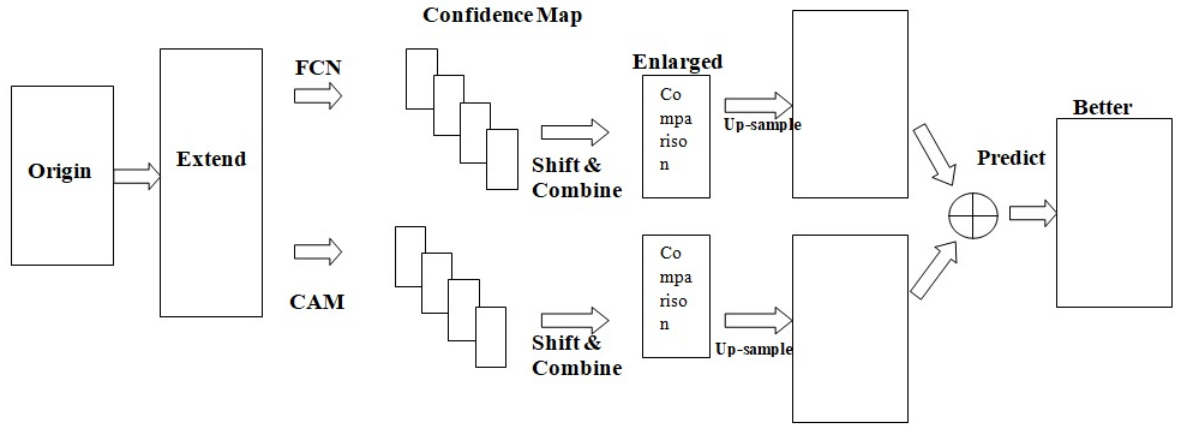 Confidence Map
FCN
Enlarged
Origin
Extend
Co
mpa
riso
n
Up-sample
Better
Shift &
Combine
Predict
CAM
Co
mpa
riso
n
Shift &
Combine
Up-sample